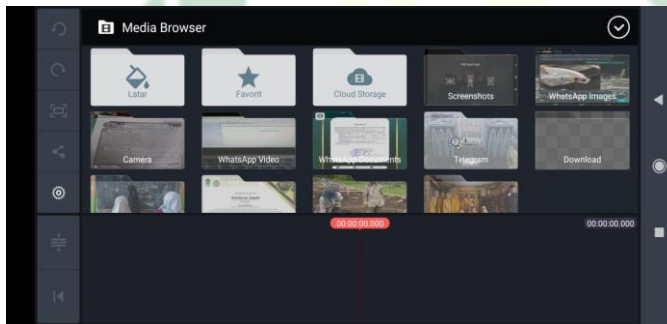 Media Browser
Latar
Favorit
Cloud Storage
Screenshots
WhatsApp Images
Camera
WhatsApp Video
WhatsApp Documents
Telegram
Download
00:00:00.000
00:00:00.000